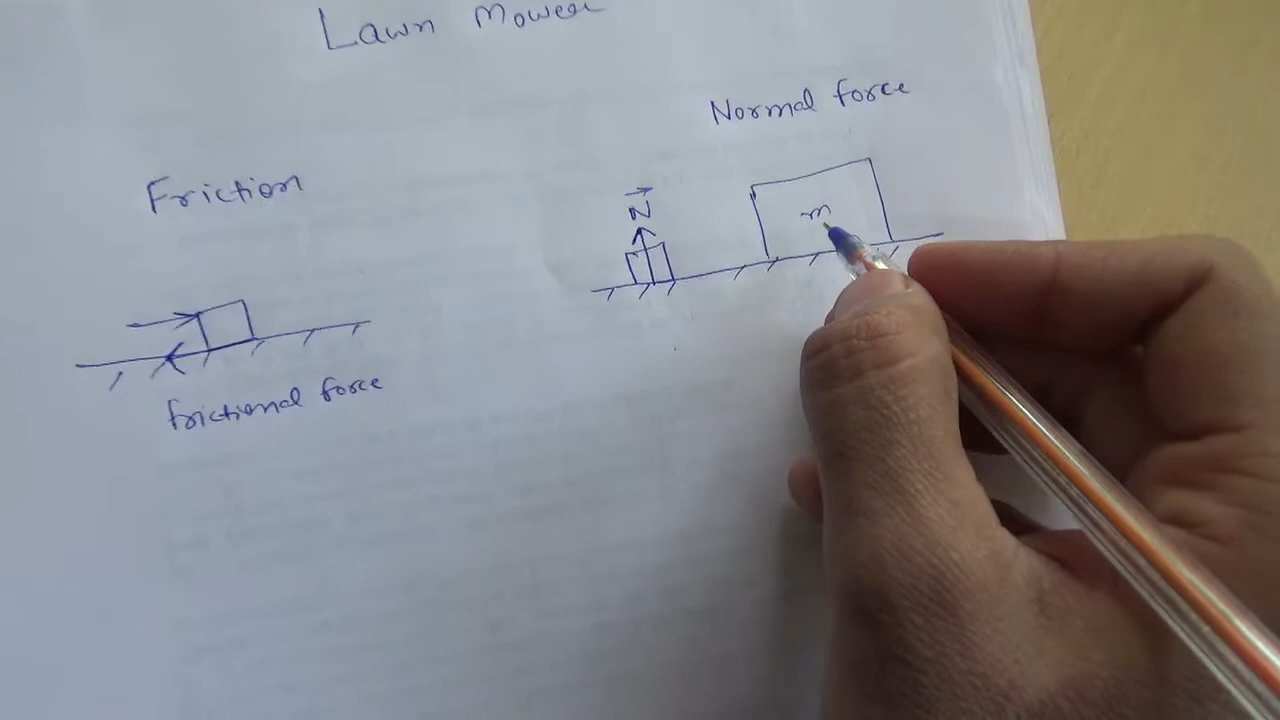 Lawn Mower
Normal force
Friction
N
m
frictional force